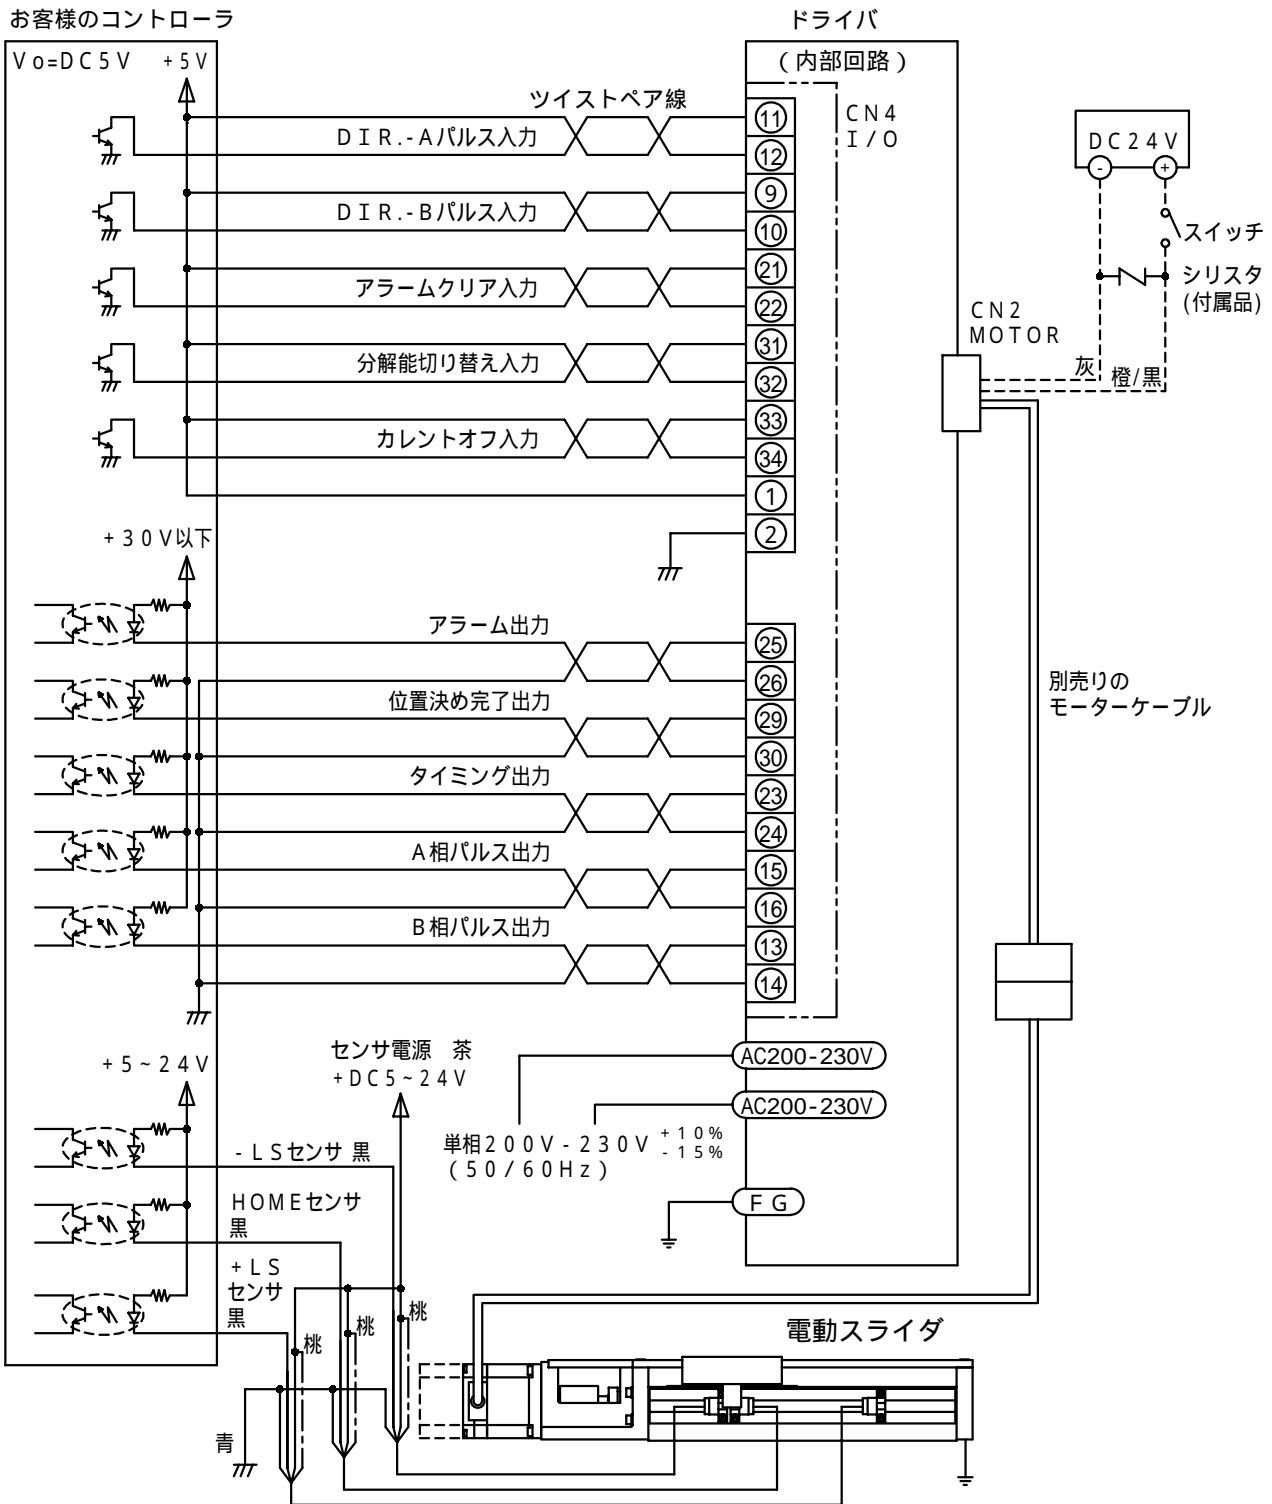 お客様のコントローラ
ドライバ
Vo=DC5V
+5V
(内部回路)
ツイストペア線
CN4
I/O
DIR.-Aパルス入力
DIR.-Bパルス入力
アラームクリア入力
分解能切り替え入力
カレントオフ入力
11
12
9
10
21
22
31
32
33
34
1
2
DC24V
-
+
スイッチ
シリスタ
(付属品)
CN2
MOTOR
灰
橙/黒
+30V以下
アラーム出力
位置決め完了出力
タイミング出力
A相パルス出力
B相パルス出力
25
26
29
30
23
24
15
16
13
14
別売りの
モーターケーブル
+5~24V
センサ電源 茶
+DC5~24V
AC200-230V
AC200-230V
単相200V-230V +10%
-15%
(50/60Hz)
FG
-LSセンサ 黒
HOMEセンサ
黒
+LS
センサ
黒
桃
桃
桃
青
電動スライダ